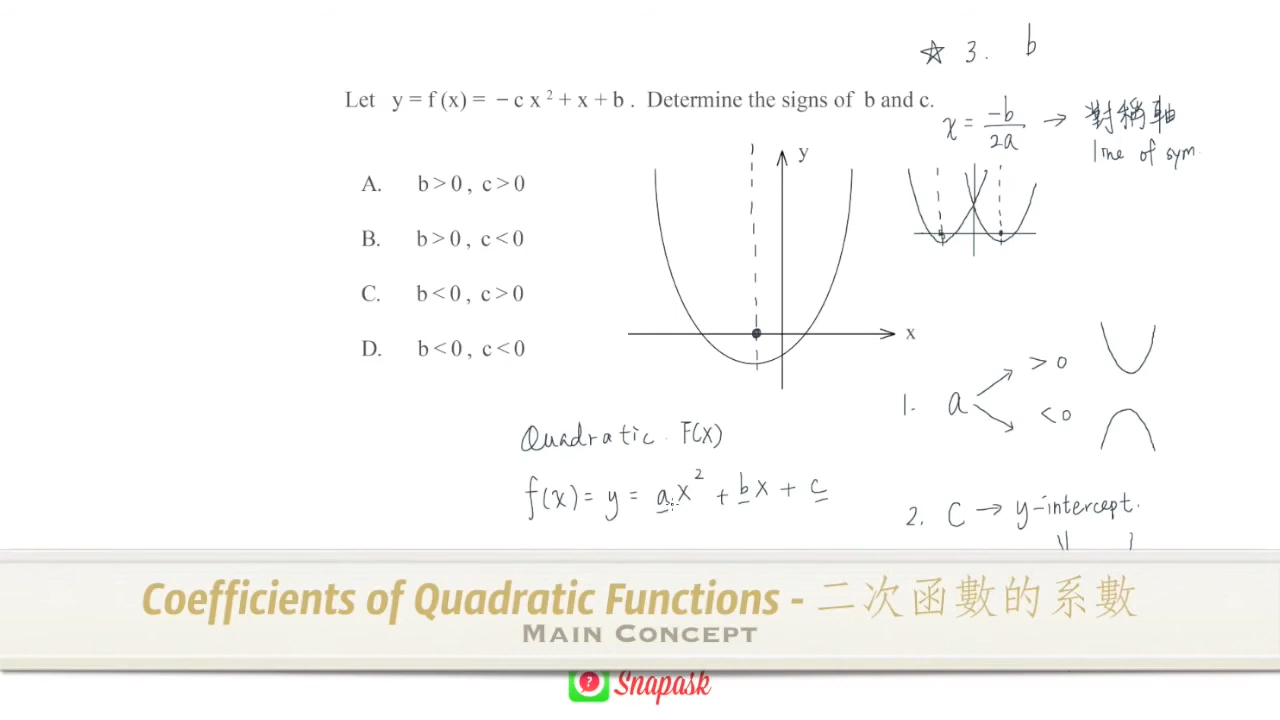 ☆ 3. b
Let y = f (x) = − c x² + x + b . Determine the signs of b and c.
x = -b/2a → 對稱軸
line of sym.
y
A. b > 0 , c > 0
B. b > 0 , c < 0
C. b < 0 , c > 0
D. b < 0 , c < 0
x
1. a > 0
< 0
Quadratic F(x)
f(x) = y = ax² + bx + c
2. C → y-intercept.
Coefficients of Quadratic Functions - 二次函數的系數
MAIN CONCEPT
? Snapask